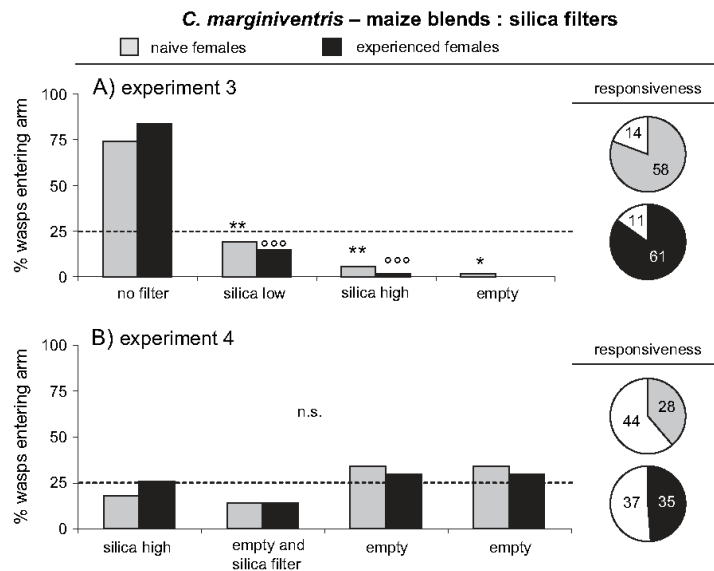 C. marginiventris – maize blends : silica filters
naive females experienced females
A) experiment 3
responsiveness
% wasps entering arm
100
75
50
25
0
** °°° ** °°° *
no filter silica low silica high empty
14
58
11
61
B) experiment 4
responsiveness
% wasps entering arm
100
75
50
25
0
n.s.
silica high empty and silica filter empty empty
44 28
37 35